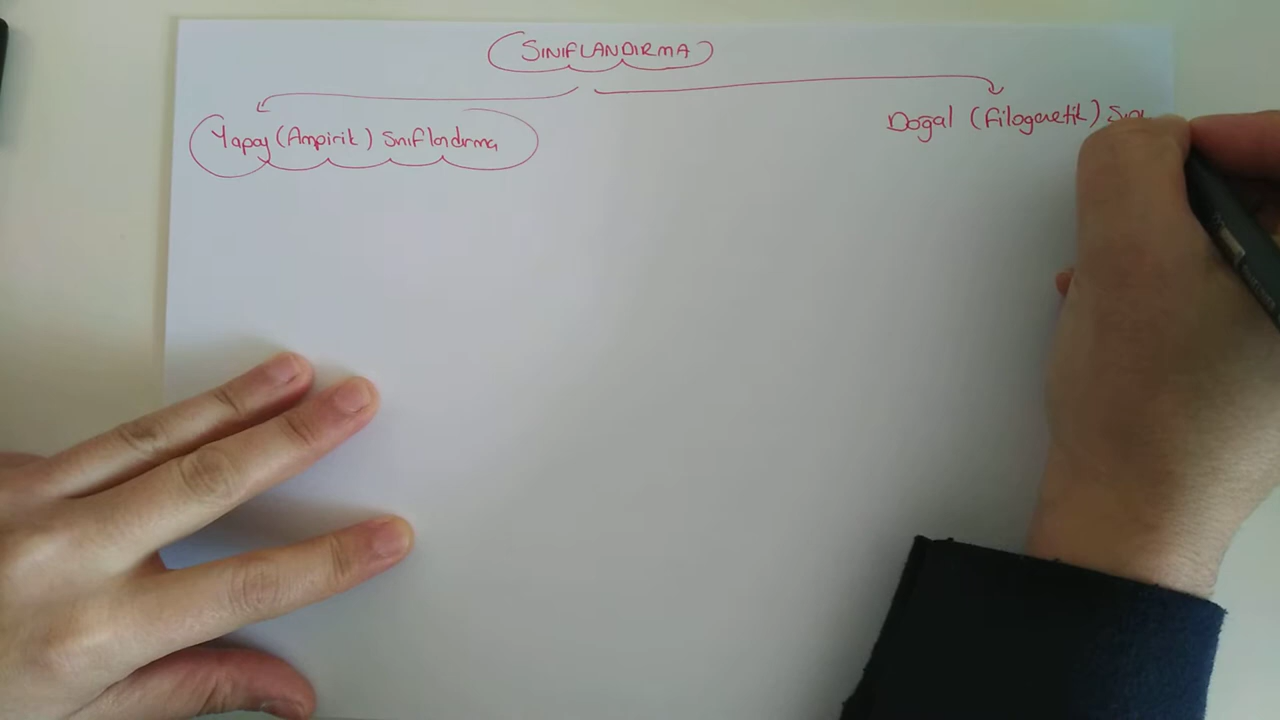 SINIFLANDIRMA
Yapay (Ampirik) Sınıflandırma
Doğal (Filogenetik)